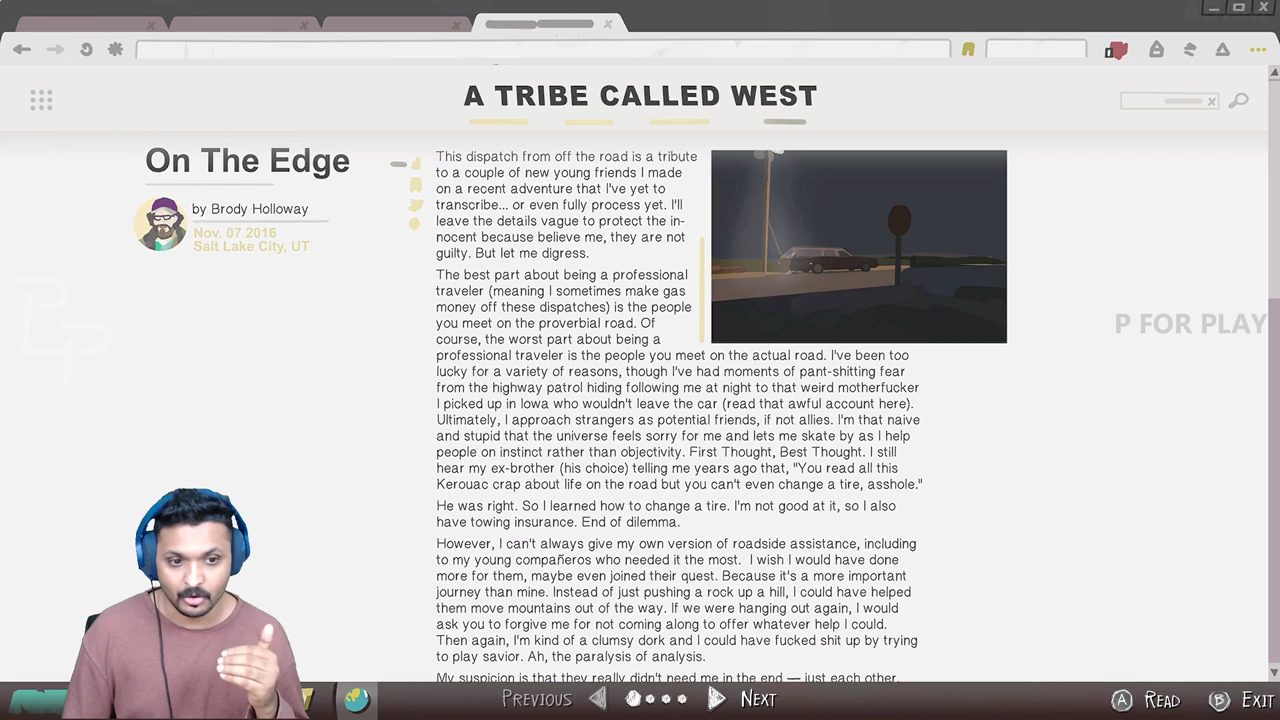 A TRIBE CALLED WEST
On The Edge
by Brody Holloway
Nov. 07 2016
Salt Lake City, UT
This dispatch from off the road is a tribute
to a couple of new young friends I made
on a recent adventure that I've yet to
transcribe... or even fully process yet. I'll
leave the details vague to protect the in-
nocent because believe me, they are not
guilty. But let me digress.
The best part about being a professional
traveler (meaning I sometimes make gas
money off these dispatches) is the people
you meet on the proverbial road. Of
course, the worst part about being a
professional traveler is the people you meet on the actual road. I've been too
lucky for a variety of reasons, though I've had moments of pant-shitting fear
from the highway patrol hiding following me at night to that weird motherfucker
I picked up in Iowa who wouldn't leave the car (read that awful account here).
Ultimately, I approach strangers as potential friends, if not allies. I'm that naive
and stupid that the universe feels sorry for me and lets me skate by as I help
people on instinct rather than objectivity. First Thought, Best Thought. I still
hear my ex-brother (his choice) telling me years ago that, "You read all this
Kerouac crap about life on the road but you can't even change a tire, asshole."
He was right. So I learned how to change a tire. I'm not good at it, so I also
have towing insurance. End of dilemma.
However, I can't always give my own version of roadside assistance, including
to my young compañeros who needed it the most. I wish I would have done
more for them, maybe even joined their quest. Because it's a more important
journey than mine. Instead of just pushing a rock up a hill, I could have helped
them move mountains out of the way. If we were hanging out again, I would
ask you to forgive me for not coming along to offer whatever help I could.
Then again, I'm kind of a clumsy dork and I could have fucked shit up by trying
to play savior. Ah, the paralysis of analysis.
My suspicion is that they really didn't need me in the end — just each other.
P FOR PLAY
PREVIOUS NEXT
A READ B EXIT